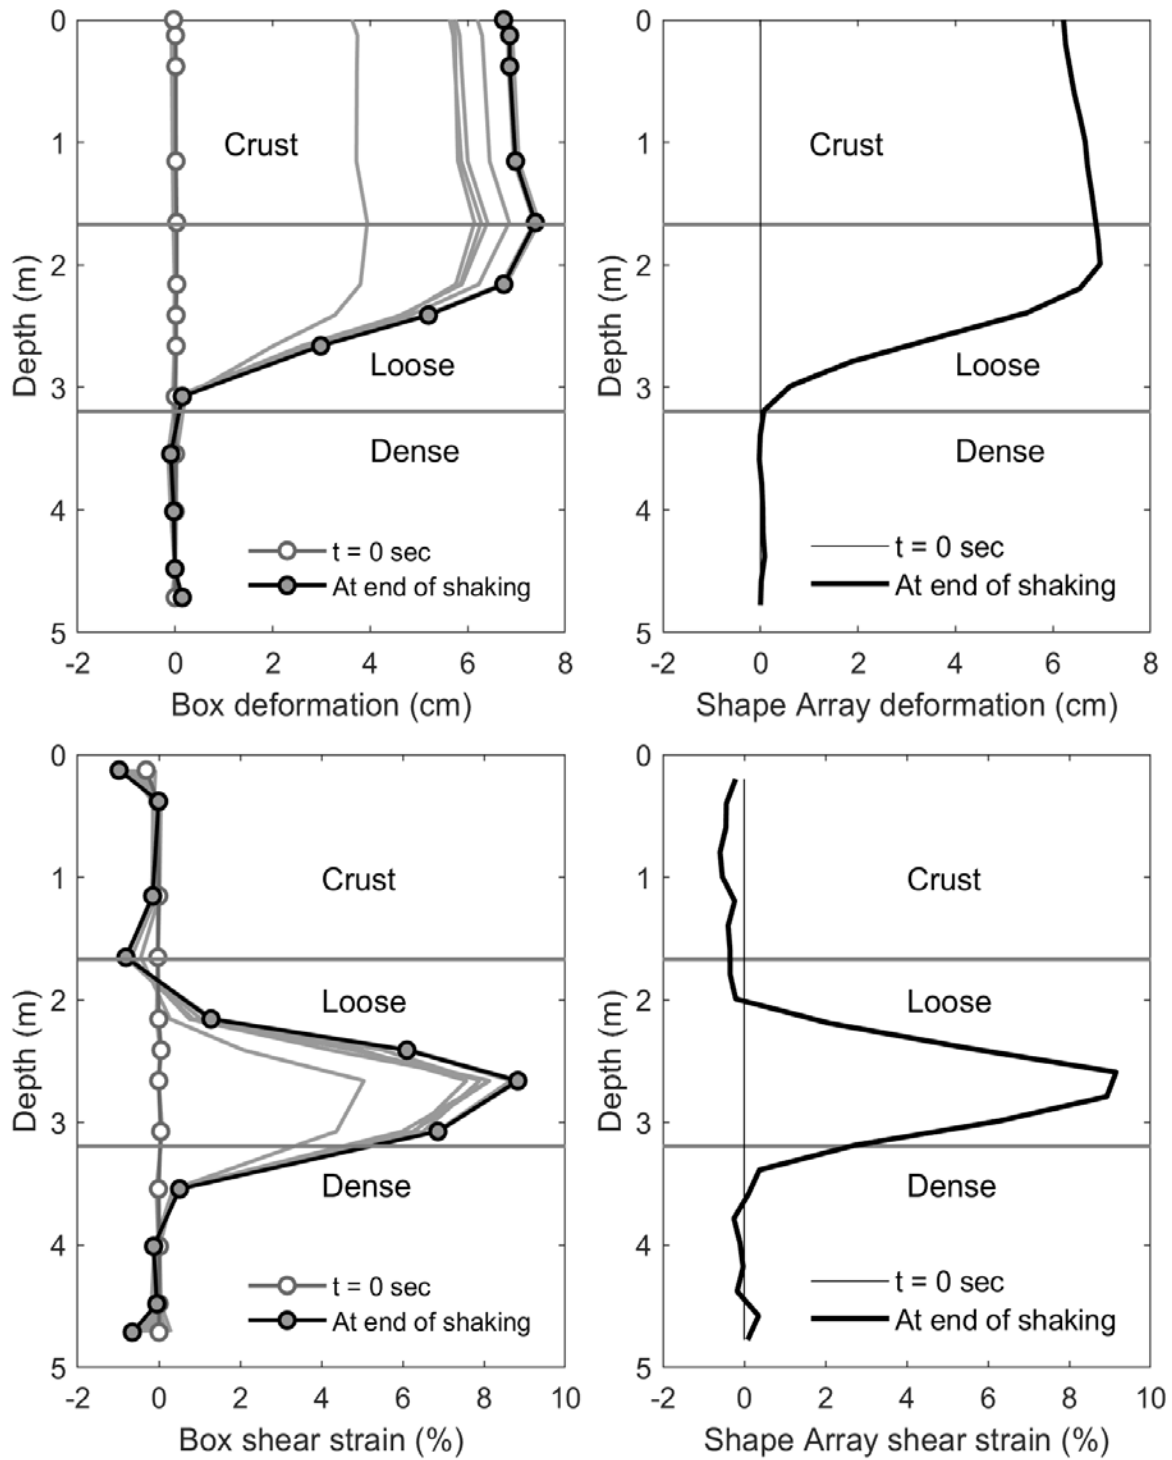 0
1
2
3
4
5
Depth (m)
Crust
Loose
Dense
t = 0 sec
At end of shaking
-2
0
2
4
6
8
Box deformation (cm)
0
1
2
3
4
5
Depth (m)
Crust
Loose
Dense
t = 0 sec
At end of shaking
-2
0
2
4
6
8
Shape Array deformation (cm)
0
1
2
3
4
5
Depth (m)
Crust
Loose
Dense
t = 0 sec
At end of shaking
-2
0
2
4
6
8
10
Box shear strain (%)
0
1
2
3
4
5
Depth (m)
Crust
Loose
Dense
t = 0 sec
At end of shaking
-2
0
2
4
6
8
10
Shape Array shear strain (%)